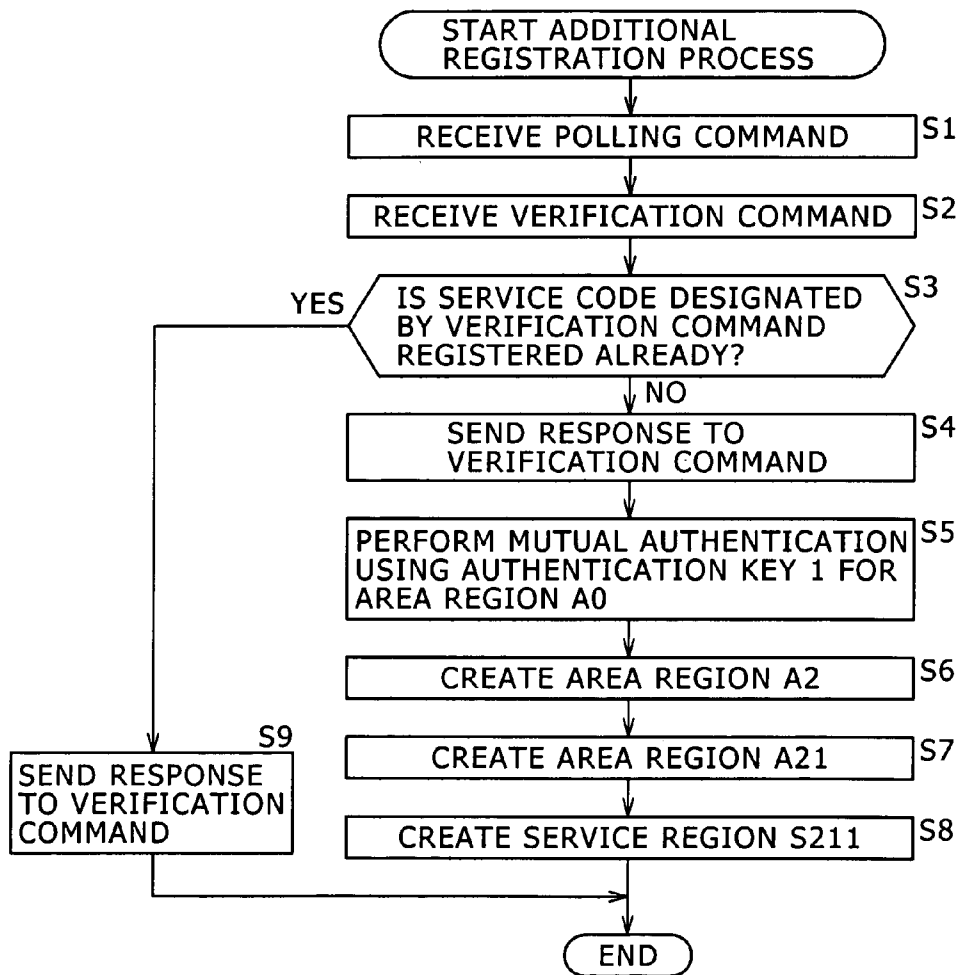 START ADDITIONAL
REGISTRATION PROCESS
RECEIVE POLLING COMMAND
S1
RECEIVE VERIFICATION COMMAND
S2
YES
IS SERVICE CODE DESIGNATED
BY VERIFICATION COMMAND
REGISTERED ALREADY?
S3
NO
SEND RESPONSE TO
VERIFICATION COMMAND
S4
PERFORM MUTUAL AUTHENTICATION
USING AUTHENTICATION KEY 1 FOR
AREA REGION A0
S5
CREATE AREA REGION A2
S6
CREATE AREA REGION A21
S7
CREATE SERVICE REGION S211
S8
S9
SEND RESPONSE
TO VERIFICATION
COMMAND
END